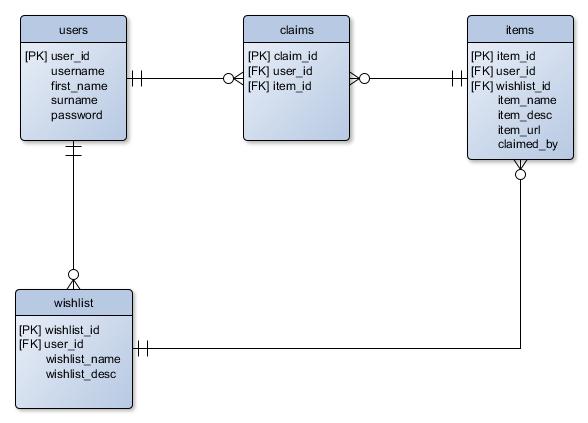 users
[PK] user_id
username
first_name
surname
password
claims
[PK] claim_id
[FK] user_id
[FK] item_id
items
[PK] item_id
[FK] user_id
[FK] wishlist_id
item_name
item_desc
item_url
claimed_by
wishlist
[PK] wishlist_id
[FK] user_id
wishlist_name
wishlist_desc